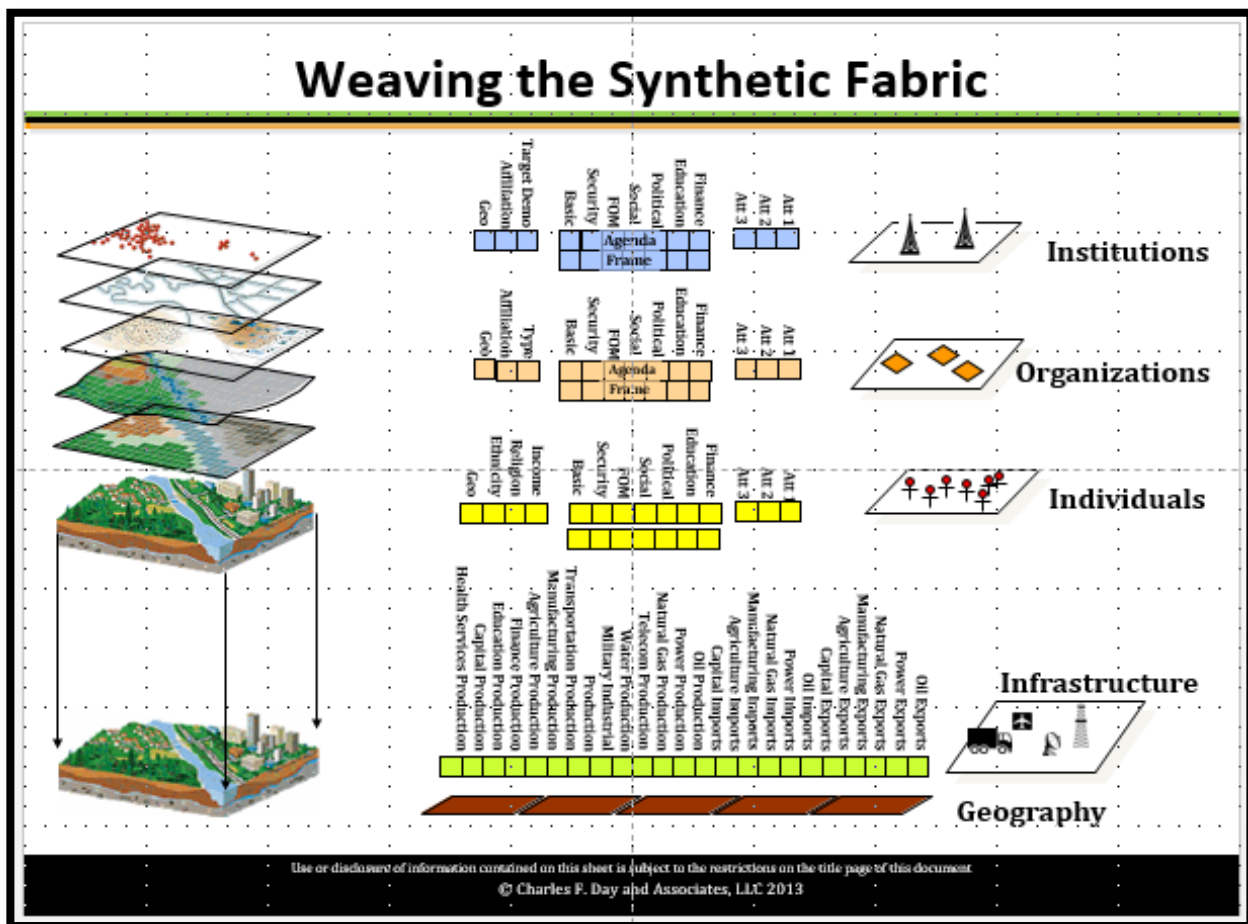 Weaving the Synthetic Fabric
Geo
Affiliation
Target Demo
Basic
Security
FOM
Social
Political
Education
Finance
Att 3
Att 2
Att 1
Agenda
Frame
Institutions
Geo
Affiliation
Type
Basic
Security
FOM
Social
Political
Education
Finance
Att 3
Att 2
Att 1
Agenda
Frame
Organizations
Geo
Ethnicity
Religion
Income
Basic
Security
FOM
Social
Political
Education
Finance
Att 3
Att 2
Att 1
Individuals
Health Services Production
Capital Production
Education Production
Finance Production
Agriculture Production
Manufacturing Production
Transportation Production
Production
Military Industrial
Water Production
Telecom Production
Natural Gas Production
Power Production
Oil Production
Capital Imports
Agriculture Imports
Manufacturing Imports
Natural Gas Imports
Power Imports
Oil Imports
Capital Exports
Agriculture Exports
Manufacturing Exports
Natural Gas Exports
Power Exports
Oil Exports
Infrastructure
Geography
Use or disclosure of information contained on this sheet is subject to the restrictions on the title page of this document
© Charles F. Day and Associates, LLC 2013